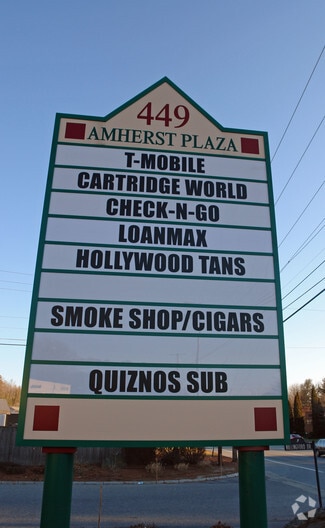 449
AMHERST PLAZA
T-MOBILE
CARTRIDGE WORLD
CHECK-N-GO
LOANMAX
HOLLYWOOD TANS
SMOKE SHOP/CIGARS
QUIZNOS SUB